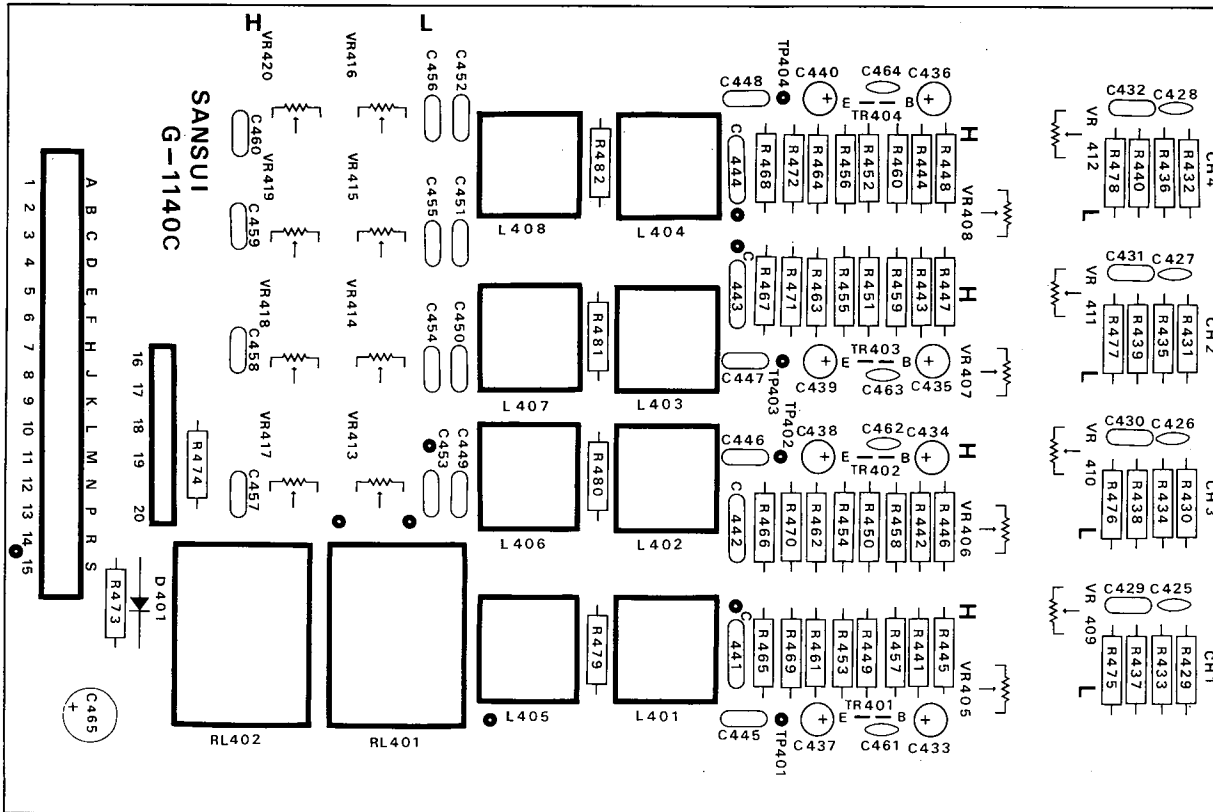 H
L
VR420
VR416
C456
C452
C448
TP404
C440
C464
C436
C432
C428
E
B
TR404
VR
412
CH4
SANSUI
G-1140C
C460
VR419
VR415
C455
C451
R482
L408
L404
C
444
R468
R472
R464
R456
R452
R460
R444
R448
H
VR408
R478
R440
R436
R432
L
C459
C
443
R467
R471
R463
R455
R451
R459
R443
R447
H
C431
C427
VR
411
CH2
VR418
VR414
C458
C454
C450
R481
L407
L403
C447
TP403
C439
E
TR403
B
C463
C435
VR407
R477
R439
R435
R431
L
1
2
3
4
5
6
7
8
9
10
11
12
13
14
15
A
B
C
D
E
F
H
J
K
L
M
N
P
R
S
16
17
18
19
20
R474
VR417
VR413
C457
C453
C449
R480
L406
L402
C446
TP402
C438
C462
C434
E
B
TR402
H
C430
C426
VR
410
CH3
C
442
R466
R470
R462
R454
R450
R458
R442
R446
VR406
R476
R438
R434
R430
L
R473
D401
C465
+
RL402
RL401
R479
L405
L401
C
441
R465
R469
R461
R453
R449
R457
R441
R445
H
VR405
C445
TP401
C437
E
TR401
B
C461
C433
C429
C425
VR
409
CH1
R475
R437
R433
R429
L